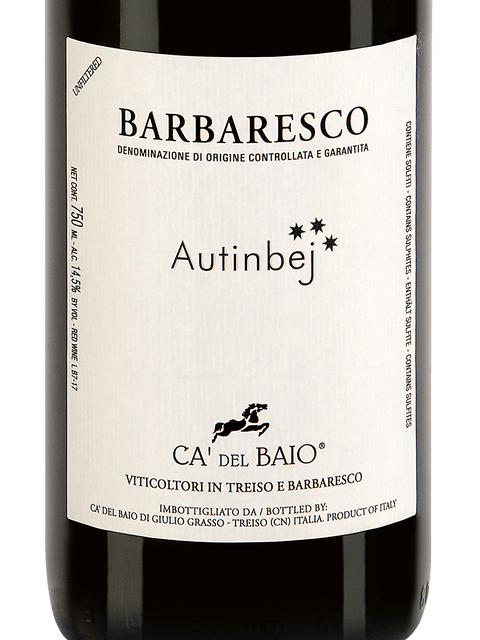 UNFILTERED
BARBARESCO
DENOMINAZIONE DI ORIGINE CONTROLLATA E GARANTITA
Autinbej
CA' DEL BAIO®
VITICOLTORI IN TREISO E BARBARESCO
IMBOTTIGLIATO DA / BOTTLED BY:
CA' DEL BAIO DI GIULIO GRASSO - TREISO (CN) ITALIA. PRODUCT OF ITALY
NET CONT. 750 ML - ALC. 14,5% BY VOL - RED WINE L.B7-17
CONTIENE SOLFITI - CONTAINS SULPHITES - ENTHÄLT SULFITE - CONTAINS SULFITES